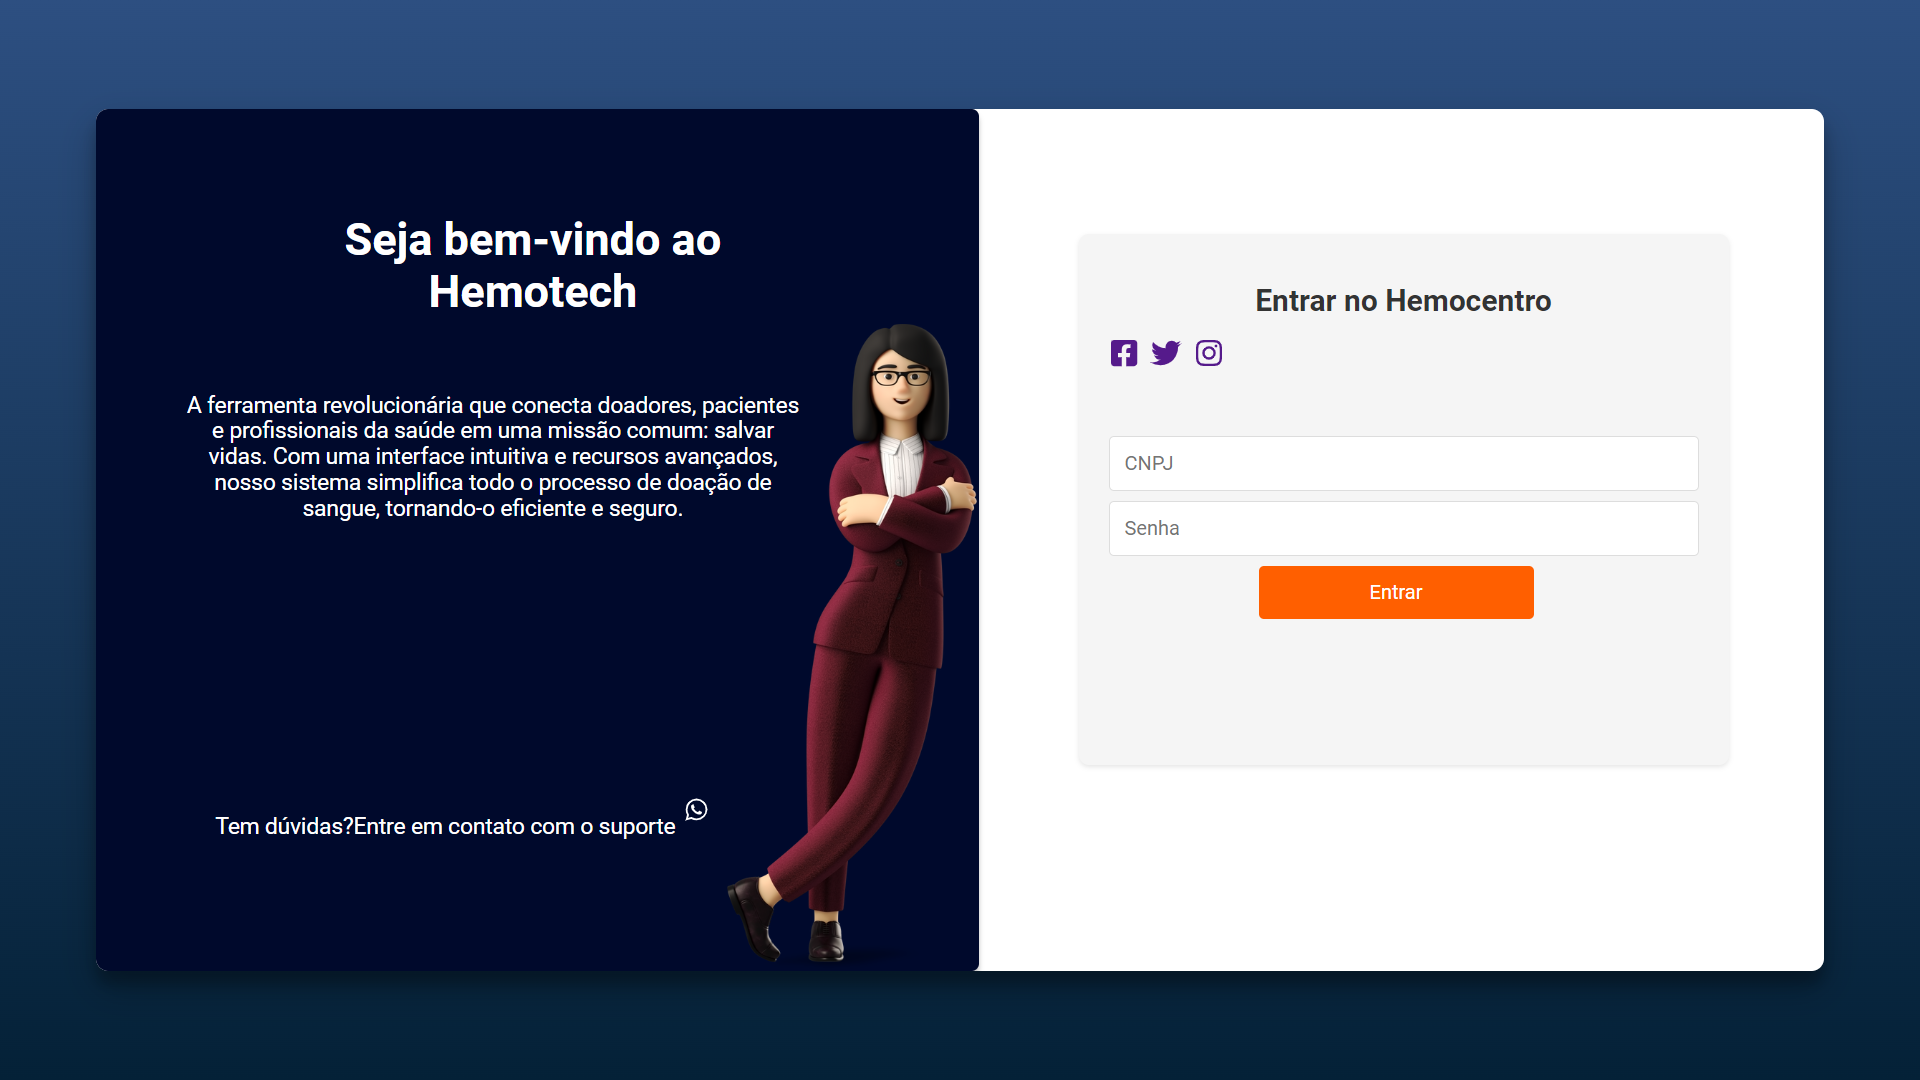 Seja bem-vindo ao
Hemotech
A ferramenta revolucionária que conecta doadores, pacientes
e profissionais da saúde em uma missão comum: salvar
vidas. Com uma interface intuitiva e recursos avançados,
nosso sistema simplifica todo o processo de doação de
sangue, tornando-o eficiente e seguro.
Tem dúvidas?Entre em contato com o suporte
Entrar no Hemocentro
CNPJ
Senha
Entrar